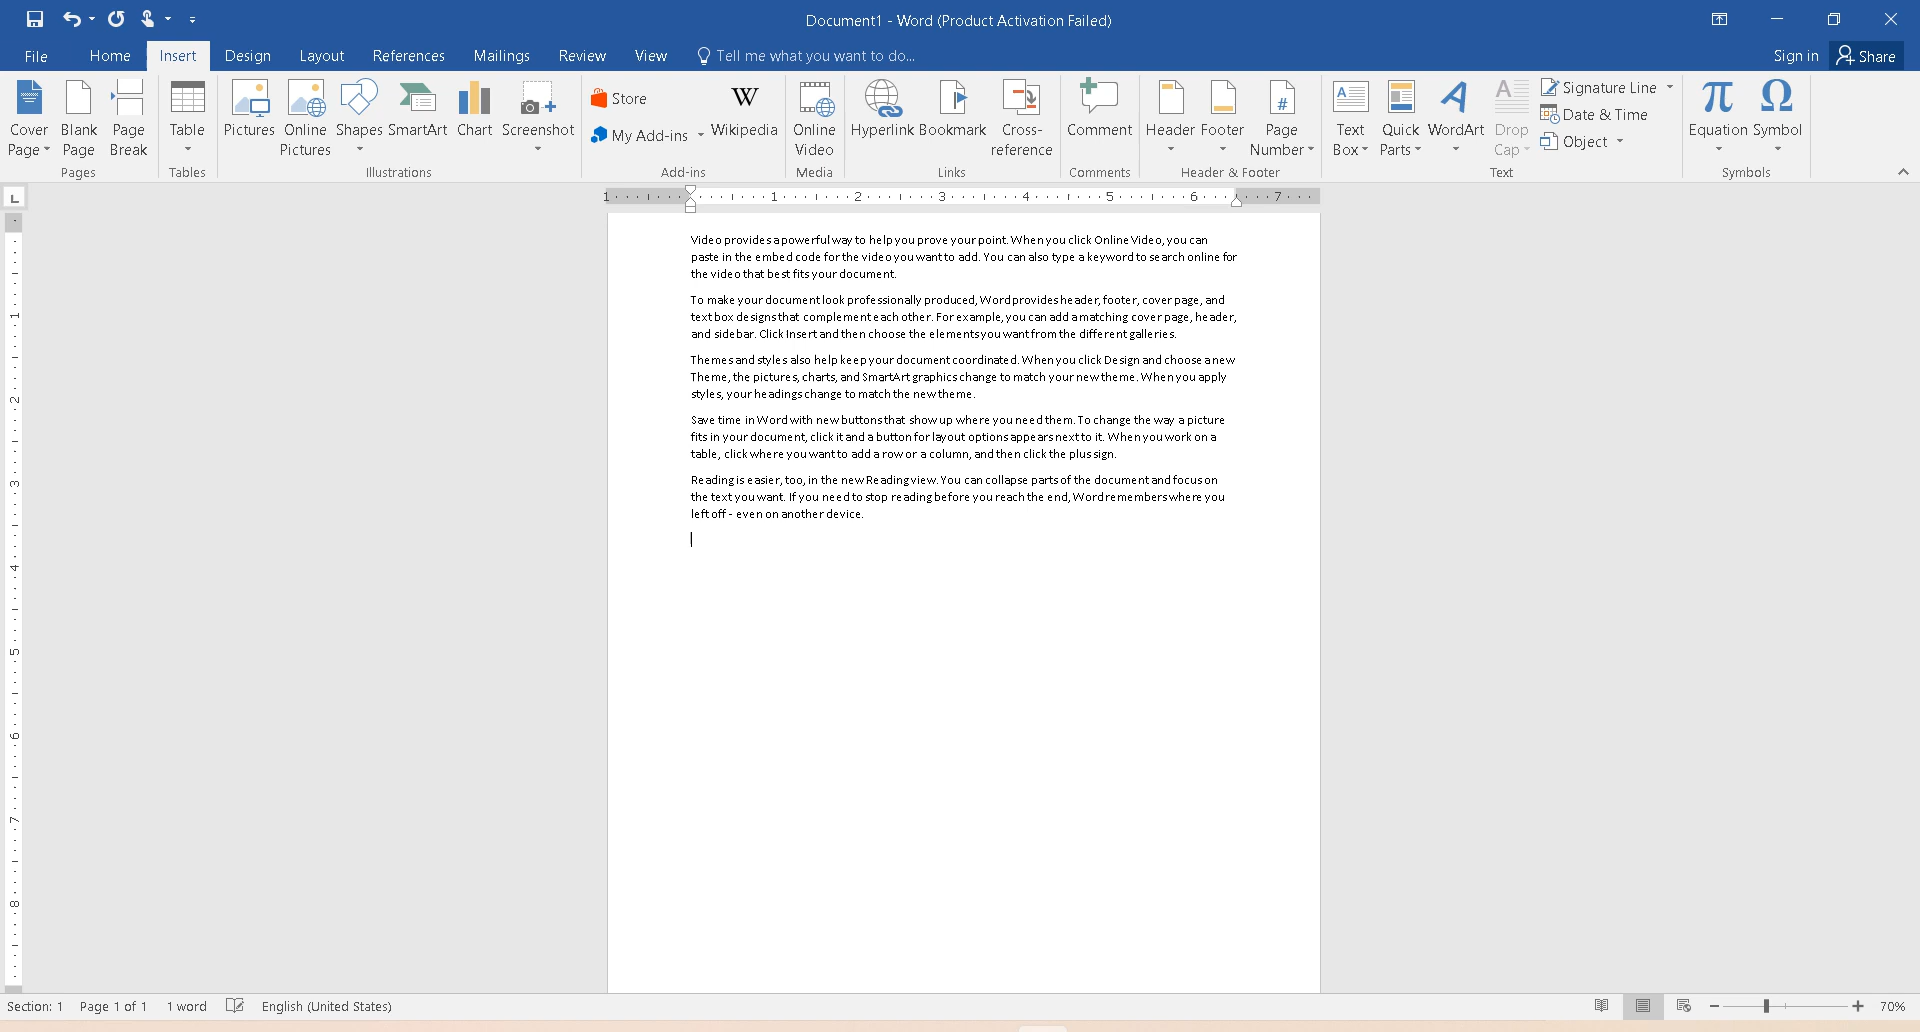 Document1 - Word (Product Activation Failed)
File Home Insert Design Layout References Mailings Review View Tell me what you want to do... Sign in Share
Cover Page
Blank Page
Page Break
Pages
Table
Tables
Pictures
Online Pictures
Shapes
SmartArt
Chart
Screenshot
Illustrations
Store
My Add-ins
W
Wikipedia
Add-ins
Online Video
Media
Hyperlink
Bookmark
Cross-reference
Links
Comment
Comments
Header
Footer
# 
Page Number
Header & Footer
A
Text Box
Quick Parts
A
WordArt
A
Drop Cap
Signature Line
Date & Time
Object
Text
π
Equation
Ω
Symbol
Symbols
L
1 1 2 3 4 5 6 7
Video provides a powerful way to help you prove your point. When you click Online Video, you can
paste in the embed code for the video you want to add. You can also type a keyword to search online for
the video that best fits your document.
To make your document look professionally produced, Word provides header, footer, cover page, and
text box designs that complement each other. For example, you can add a matching cover page, header,
and sidebar. Click Insert and then choose the elements you want from the different galleries.
Themes and styles also help keep your document coordinated. When you click Design and choose a new
Theme, the pictures, charts, and SmartArt graphics change to match your new theme. When you apply
styles, your headings change to match the new theme.
Save time in Word with new buttons that show up where you need them. To change the way a picture
fits in your document, click it and a button for layout options appears next to it. When you work on a
table, click where you want to add a row or a column, and then click the plus sign.
Reading is easier, too, in the new Reading view. You can collapse parts of the document and focus on
the text you want. If you need to stop reading before you reach the end, Word remembers where you
left off - even on another device.
1
2
3
4
5
6
7
8
Section: 1 Page 1 of 1 1 word English (United States) 70%